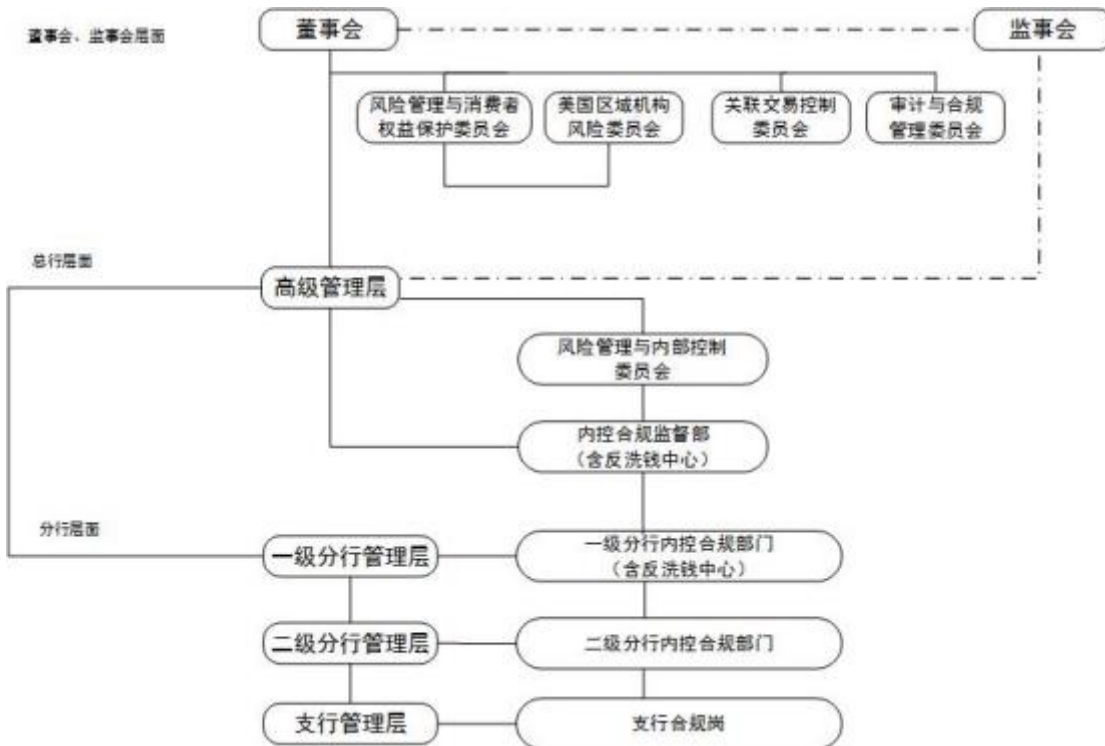 董事会、监事会层面
董事会
监事会
风险管理与消费者
权益保护委员会
美国区域机构
风险委员会
关联交易控制
委员会
审计与合规
管理委员会
总行层面
高级管理层
风险管理与内部控制
委员会
内控合规监督部
（含反洗钱中心）
分行层面
一级分行管理层
一级分行内控合规部门
（含反洗钱中心）
二级分行管理层
二级分行内控合规部门
支行管理层
支行合规岗